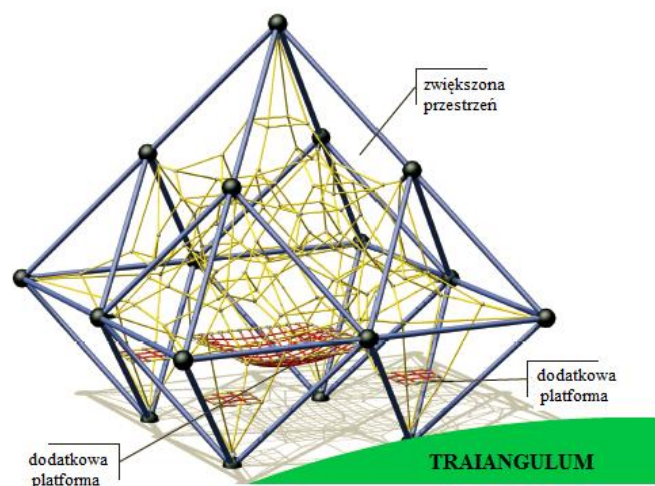 zwiększona
przestrzeń
dodatkowa
platforma
dodatkowa
platforma
TRAIANGULUM